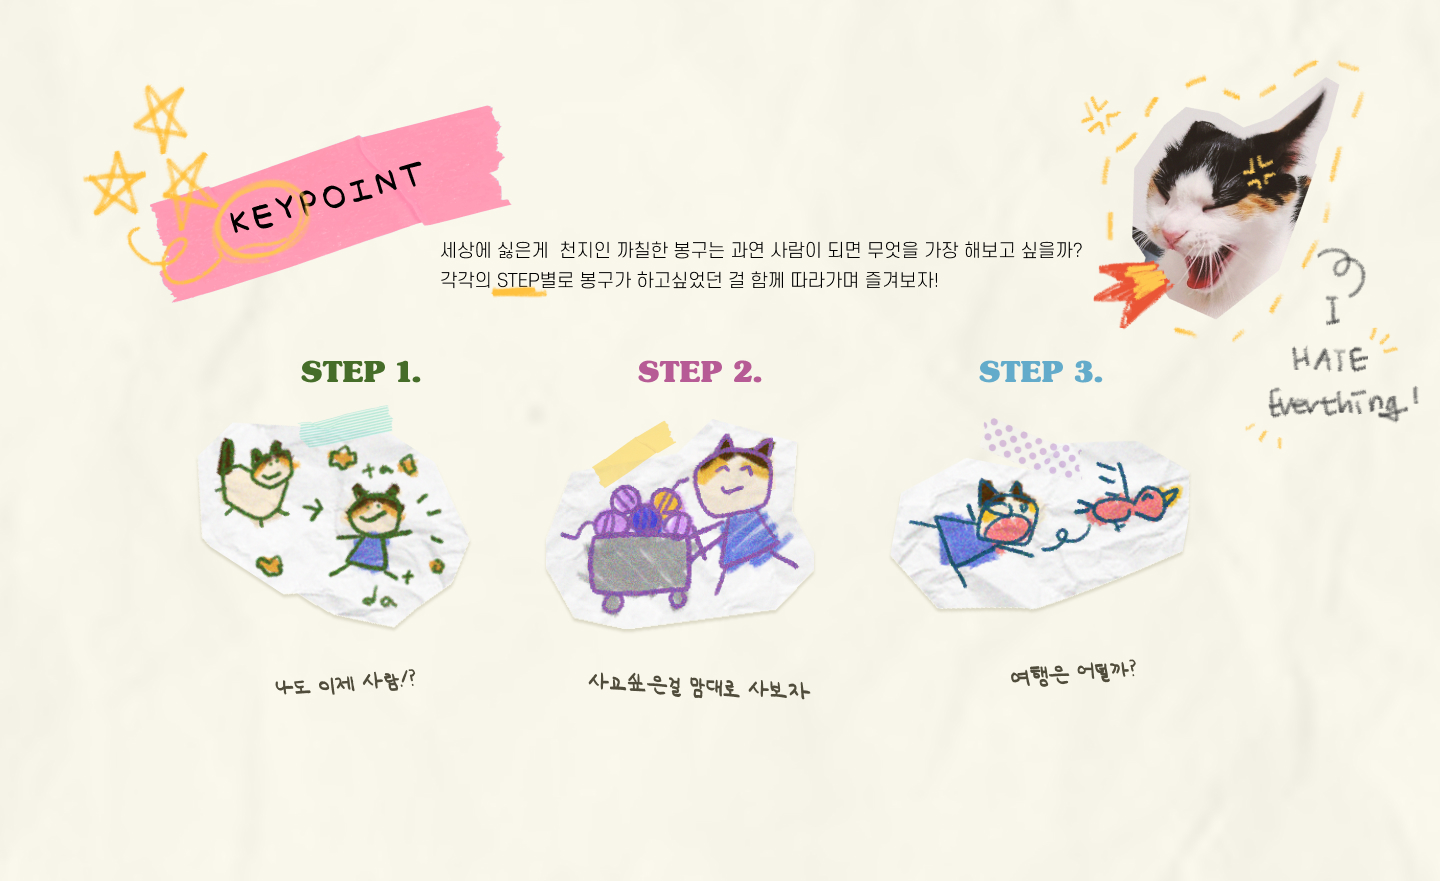 KEYPOINT
세상에 싫은게 천지인 까칠한 봉구는 과연 사람이 되면 무엇을 가장 해보고 싶을까?
각각의 STEP별로 봉구가 하고싶었던 걸 함께 따라가며 즐겨보자!
I
HATE
Everthing!
STEP 1.
STEP 2.
STEP 3.
+a
da
나도 이제 사람!?
사고싶은걸 맘대로 사보자
여행은 어떨까?